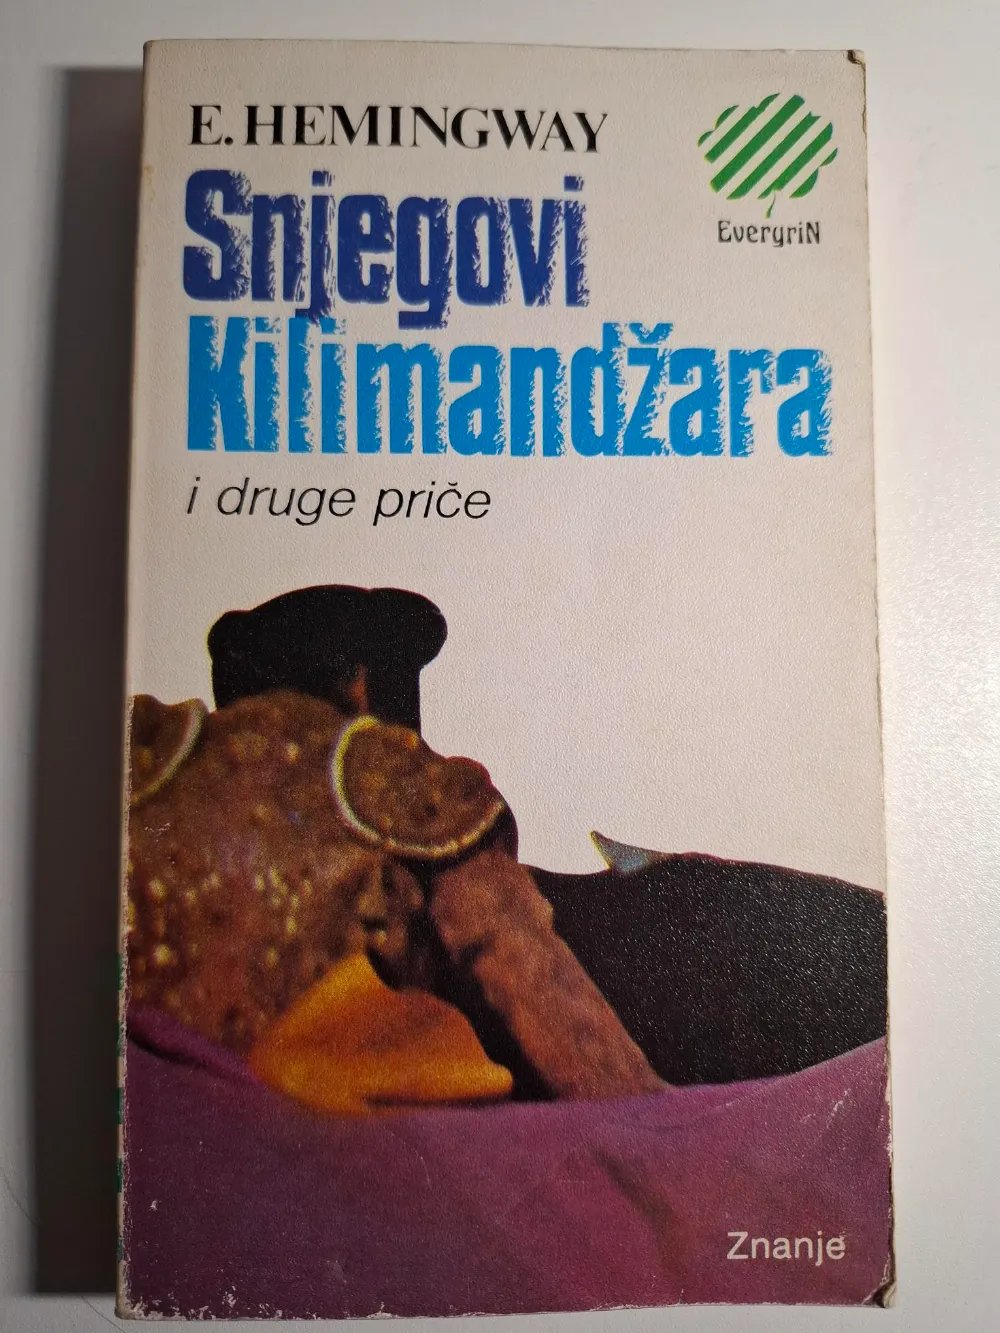 E. HEMINGWAY
Snjegovi
Kilimandžara
i druge priče
EvergriN
Znanje